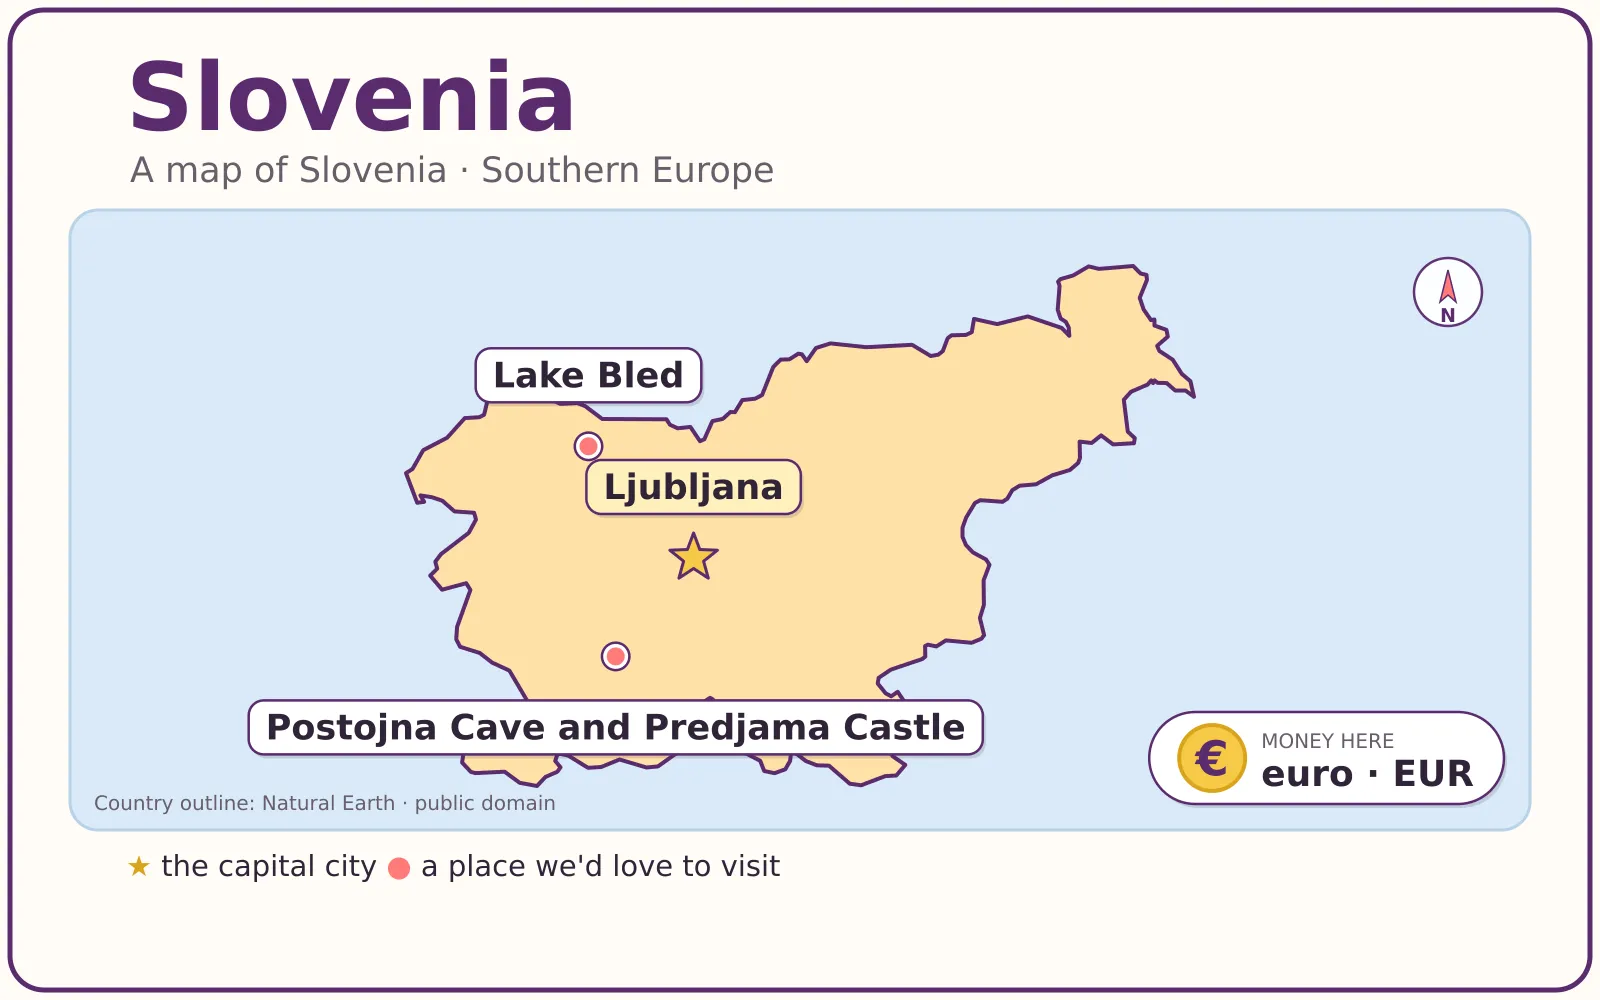 Slovenia
A map of Slovenia · Southern Europe
N
Lake Bled
Ljubljana
Postojna Cave and Predjama Castle
€
MONEY HERE
euro · EUR
Country outline: Natural Earth · public domain
★ the capital city ● a place we'd love to visit